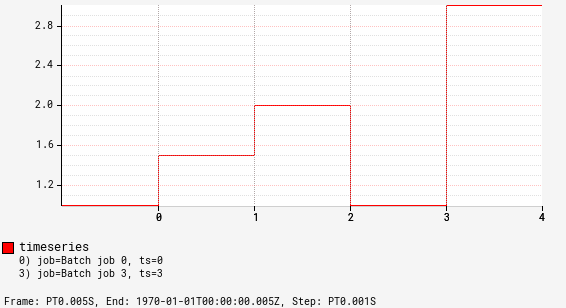 2.8
2.4
2.0
1.6
1.2
0 1 2 3 4
timeseries
0) job=Batch job 0, ts=0
3) job=Batch job 3, ts=3
Frame: PT0.005S, End: 1970-01-01T00:00:00.005Z, Step: PT0.001S